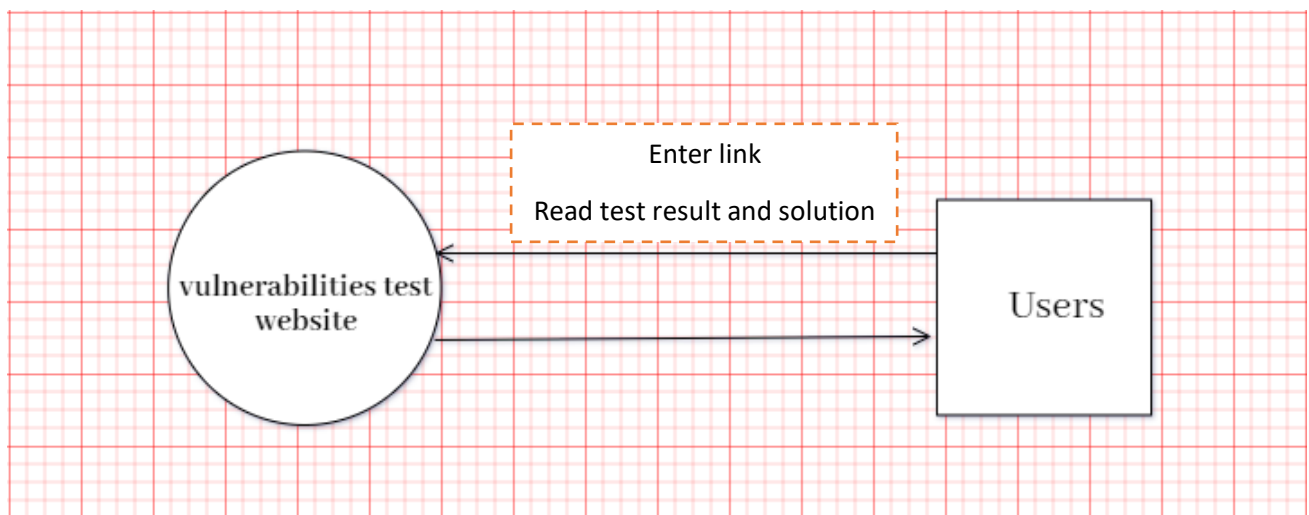 Enter link
Read test result and solution
vulnerabilities test
website
Users